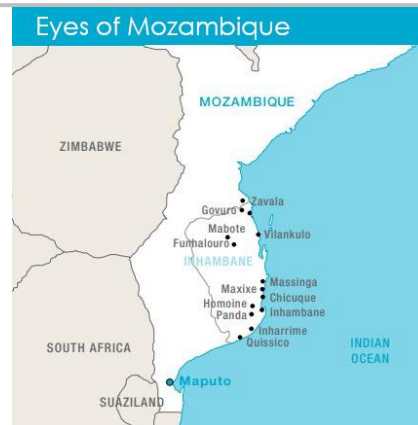 Eyes of Mozambique
MOZAMBIQUE
ZIMBABWE
Zavala
Govuro
Mabote
Vilankulo
Funhalouro
INHAMBANE
Massinga
Maxixe
Chicuque
Homoine
Inhambane
Panda
Inharrime
SOUTH AFRICA
Quissico
INDIAN
OCEAN
Maputo
SUAZILAND